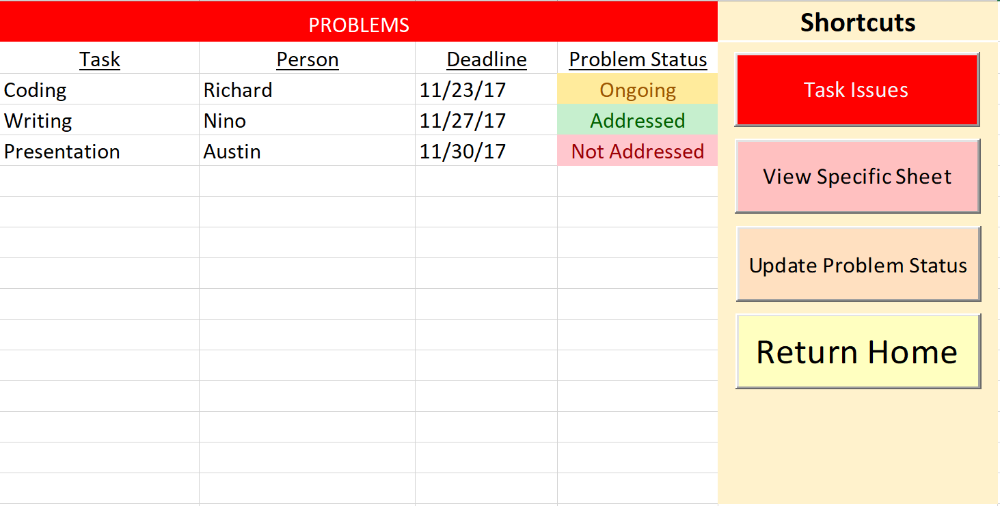 PROBLEMS
Task Person Deadline Problem Status
Coding Richard 11/23/17 Ongoing
Writing Nino 11/27/17 Addressed
Presentation Austin 11/30/17 Not Addressed
Shortcuts
Task Issues
View Specific Sheet
Update Problem Status
Return Home